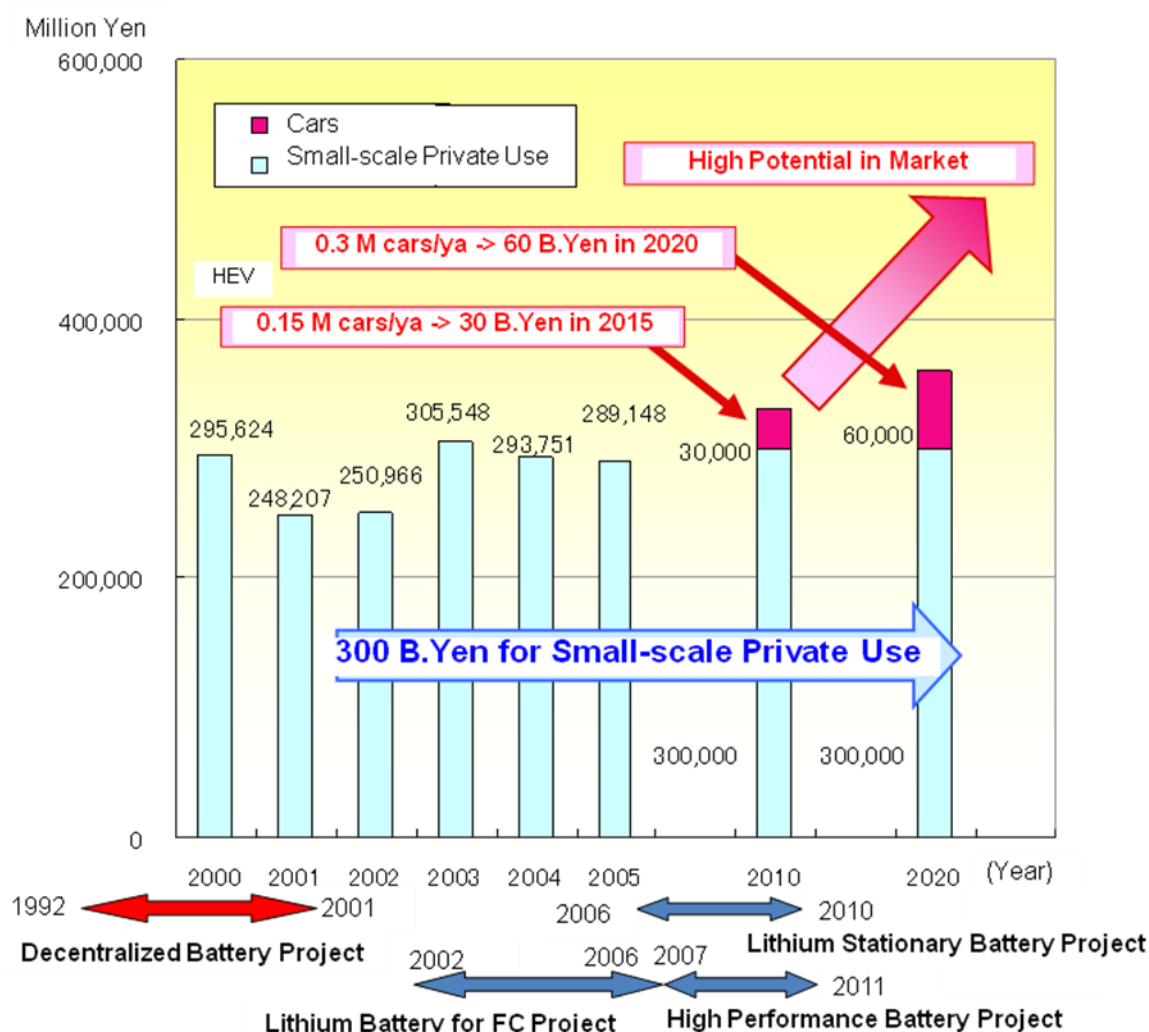 Million Yen
600,000
Cars
Small-scale Private Use
High Potential in Market
0.3 M cars/ya -> 60 B.Yen in 2020
HEV
400,000
0.15 M cars/ya -> 30 B.Yen in 2015
295,624
248,207
250,966
305,548
293,751
289,148
30,000
60,000
200,000
300 B.Yen for Small-scale Private Use
300,000
300,000
0
2000
2001
2002
2003
2004
2005
2010
2020
(Year)
1992
2001
Decentralized Battery Project
2006
2010
Lithium Stationary Battery Project
2002
2006
Lithium Battery for FC Project
2007
2011
High Performance Battery Project